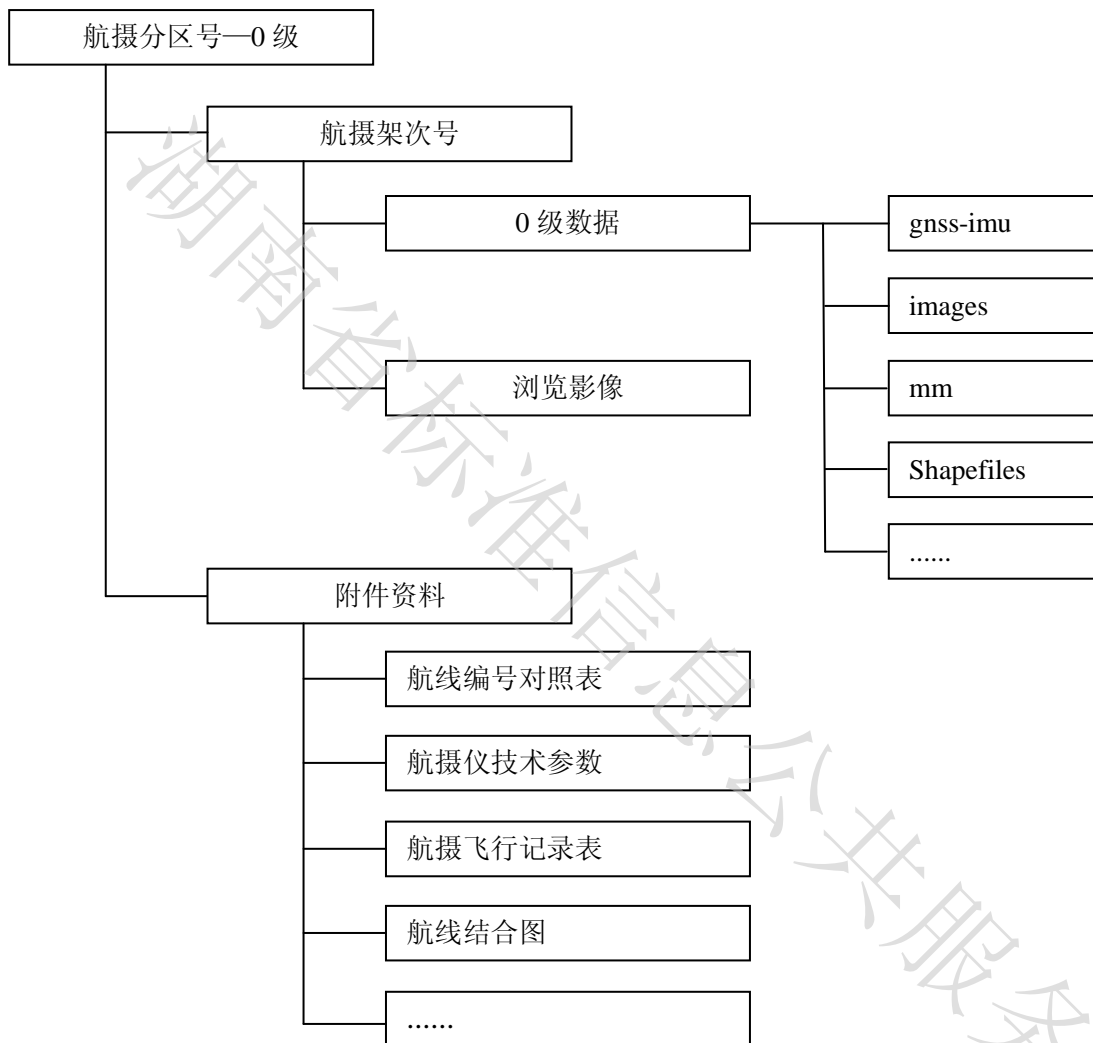 航摄分区号—0 级
航摄架次号
0 级数据
gnss-imu
images
mm
Shapefiles
......
浏览影像
附件资料
航线编号对照表
航摄仪技术参数
航摄飞行记录表
航线结合图
......
湖南省标准信息公共服务